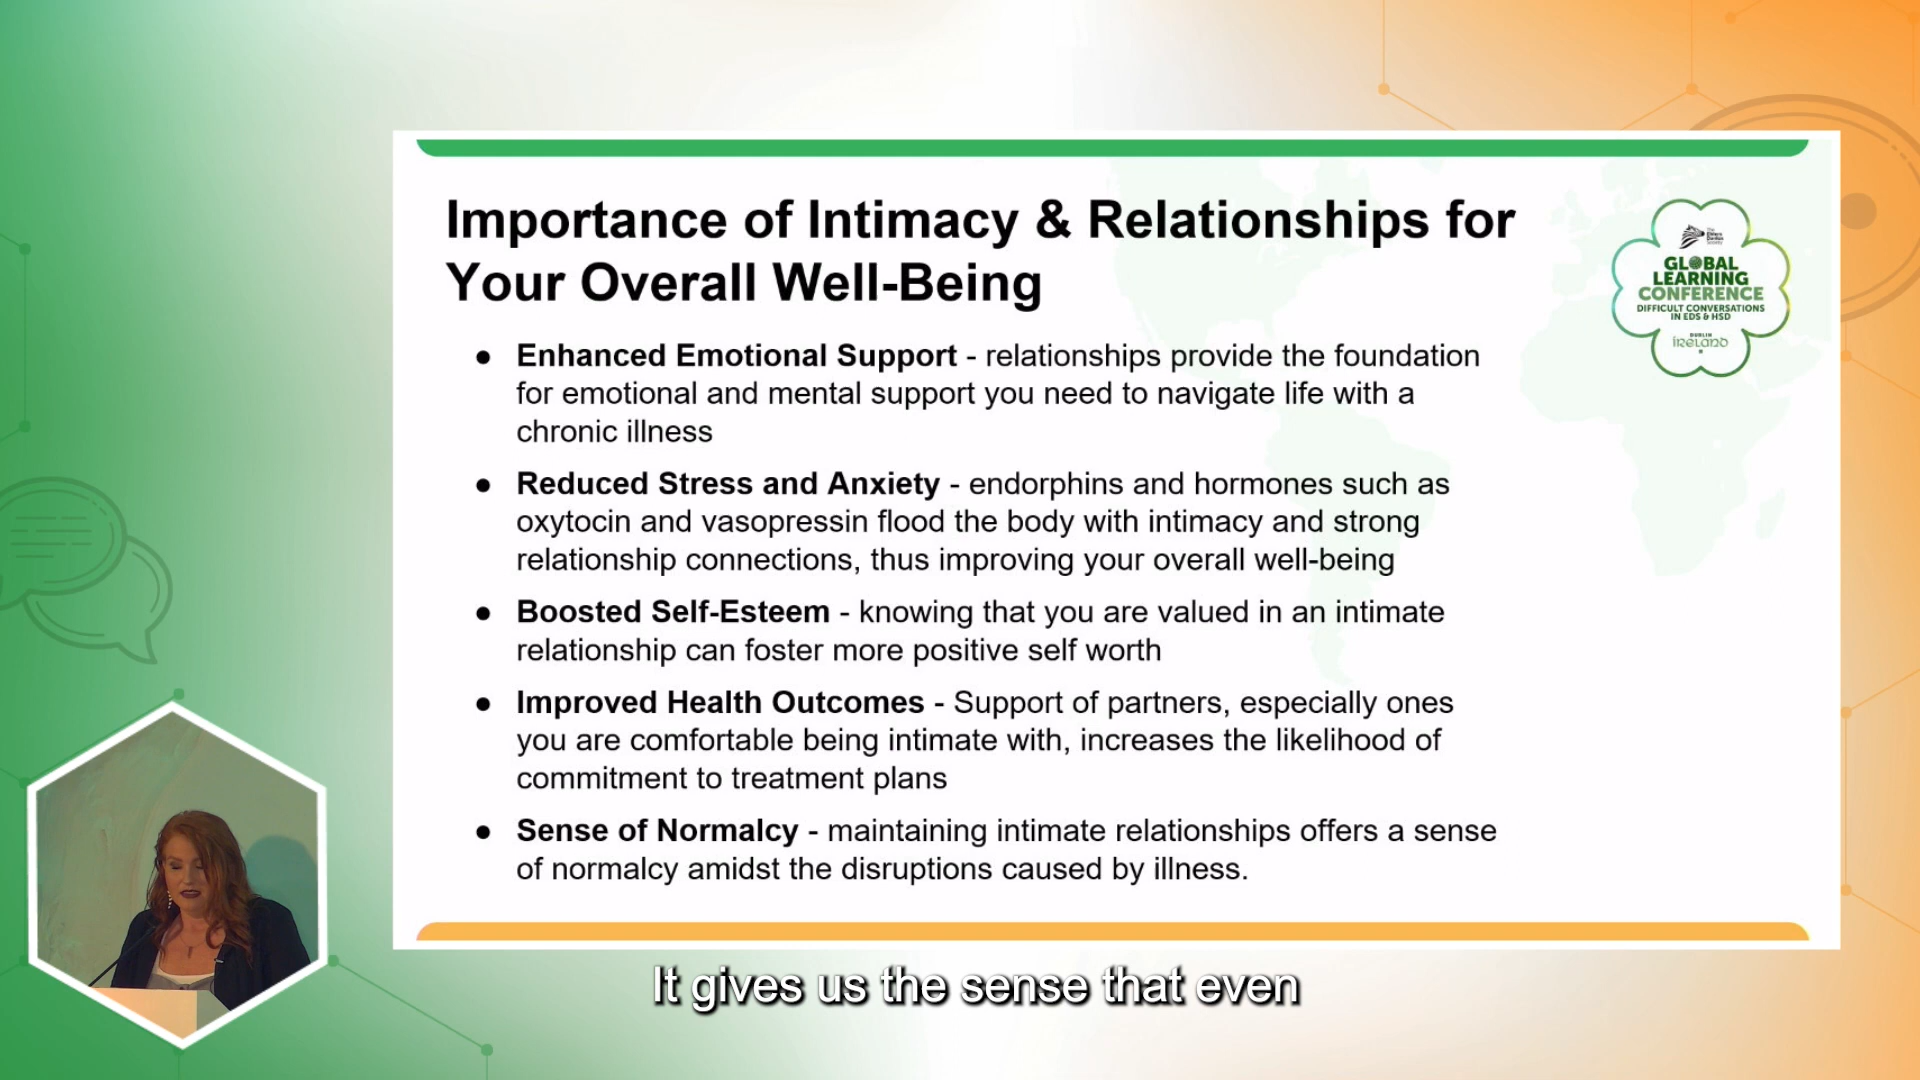 Importance of Intimacy & Relationships for
Your Overall Well-Being
● Enhanced Emotional Support - relationships provide the foundation
for emotional and mental support you need to navigate life with a
chronic illness
● Reduced Stress and Anxiety - endorphins and hormones such as
oxytocin and vasopressin flood the body with intimacy and strong
relationship connections, thus improving your overall well-being
● Boosted Self-Esteem - knowing that you are valued in an intimate
relationship can foster more positive self worth
● Improved Health Outcomes - Support of partners, especially ones
you are comfortable being intimate with, increases the likelihood of
commitment to treatment plans
● Sense of Normalcy - maintaining intimate relationships offers a sense
of normalcy amidst the disruptions caused by illness.
The
Ehlers
Danlos
Society
GLOBAL
LEARNING
CONFERENCE
DIFFICULT CONVERSATIONS
IN EDS & HSD
DUBLIN
IRELAND
It gives us the sense that even